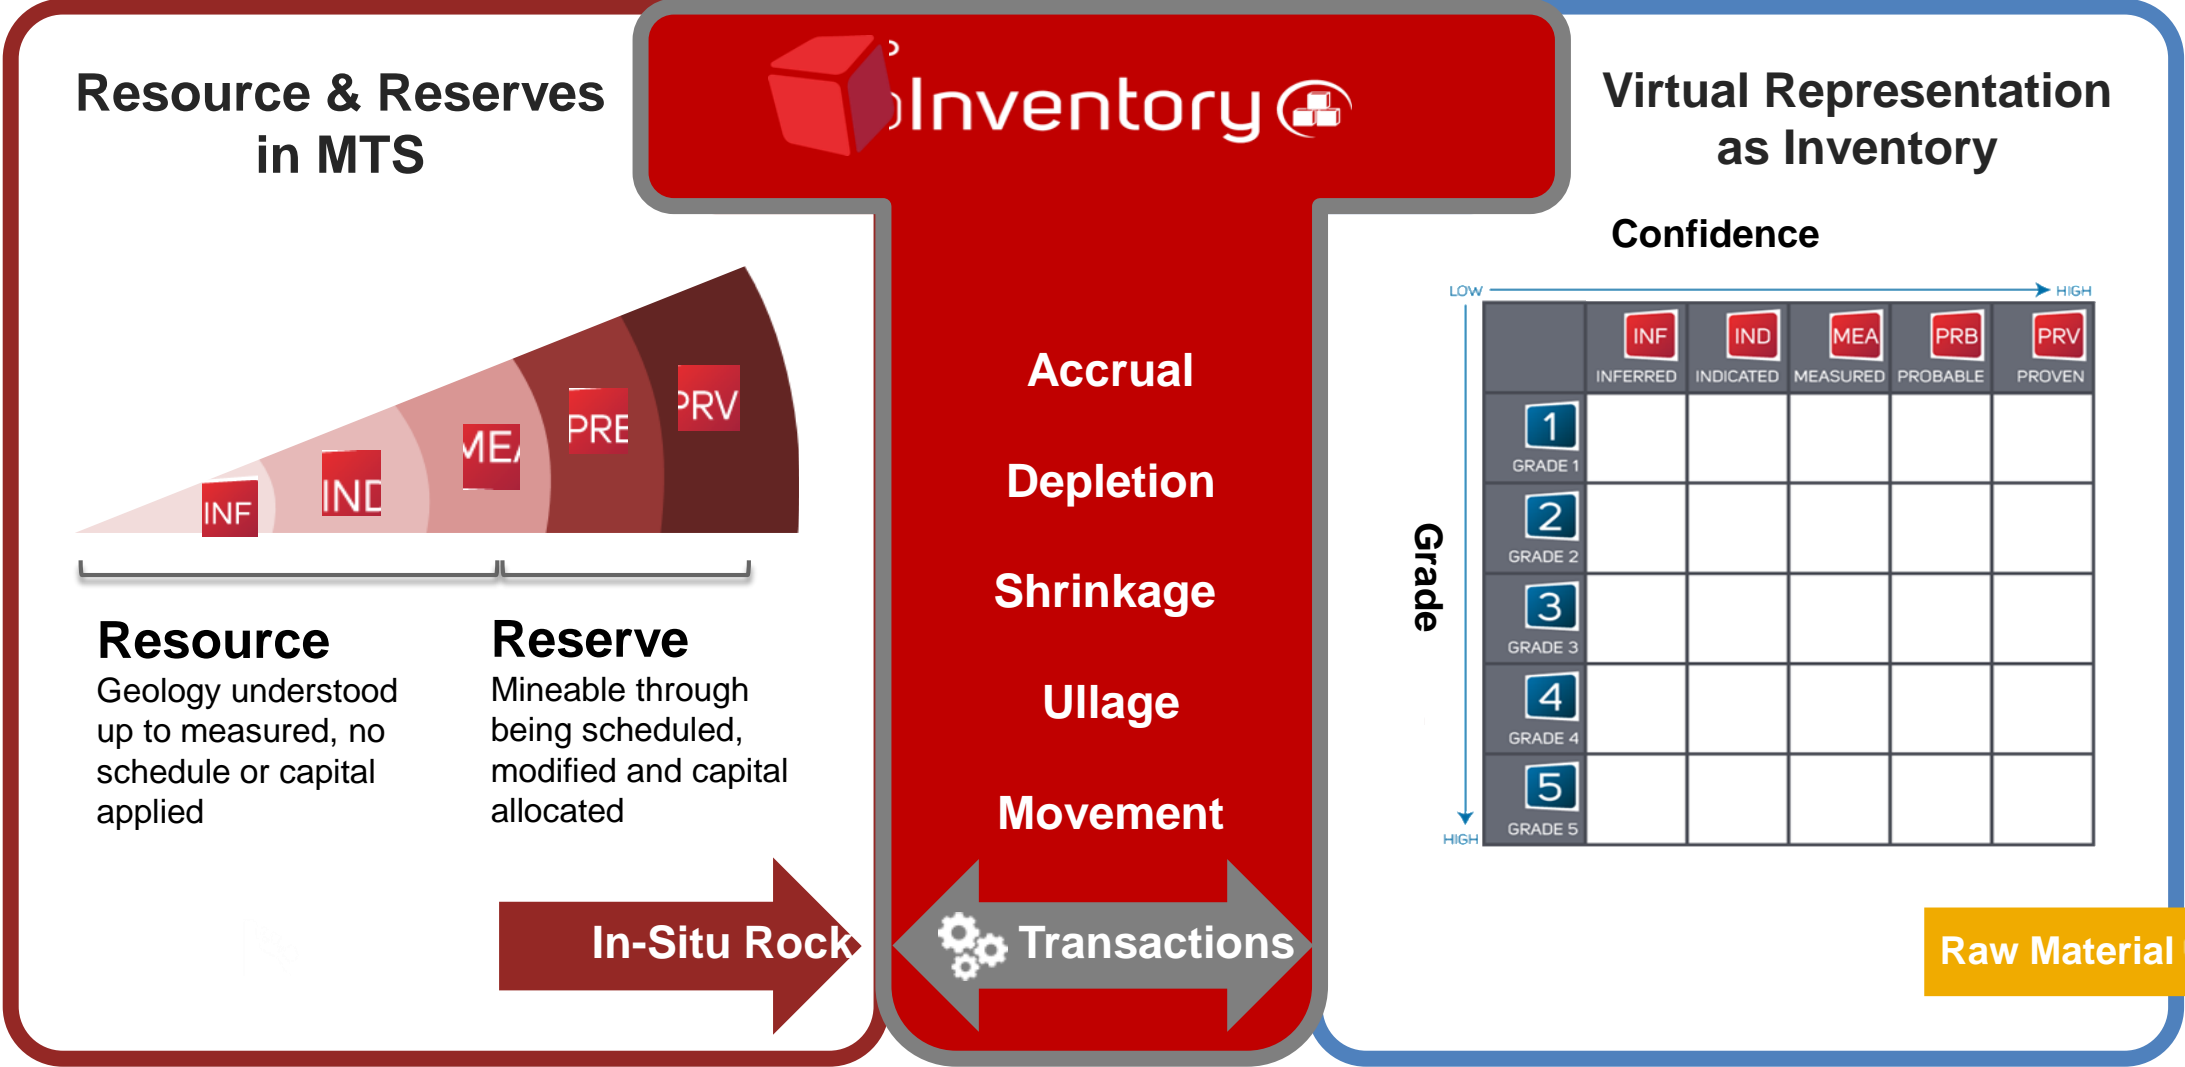 Resource & Reserves
in MTS
INF
IND
MEA
PRE
PRV
Resource
Geology understood
up to measured, no
schedule or capital
applied
Reserve
Mineable through
being scheduled,
modified and capital
allocated
In-Situ Rock
Inventory
Accrual
Depletion
Shrinkage
Ullage
Movement
Transactions
Virtual Representation
as Inventory
Confidence
LOW
HIGH
INF
IND
MEA
PRB
PRV
INFERRED
INDICATED
MEASURED
PROBABLE
PROVEN
Grade
1
GRADE 1
2
GRADE 2
3
GRADE 3
4
GRADE 4
5
GRADE 5
HIGH
Raw Material